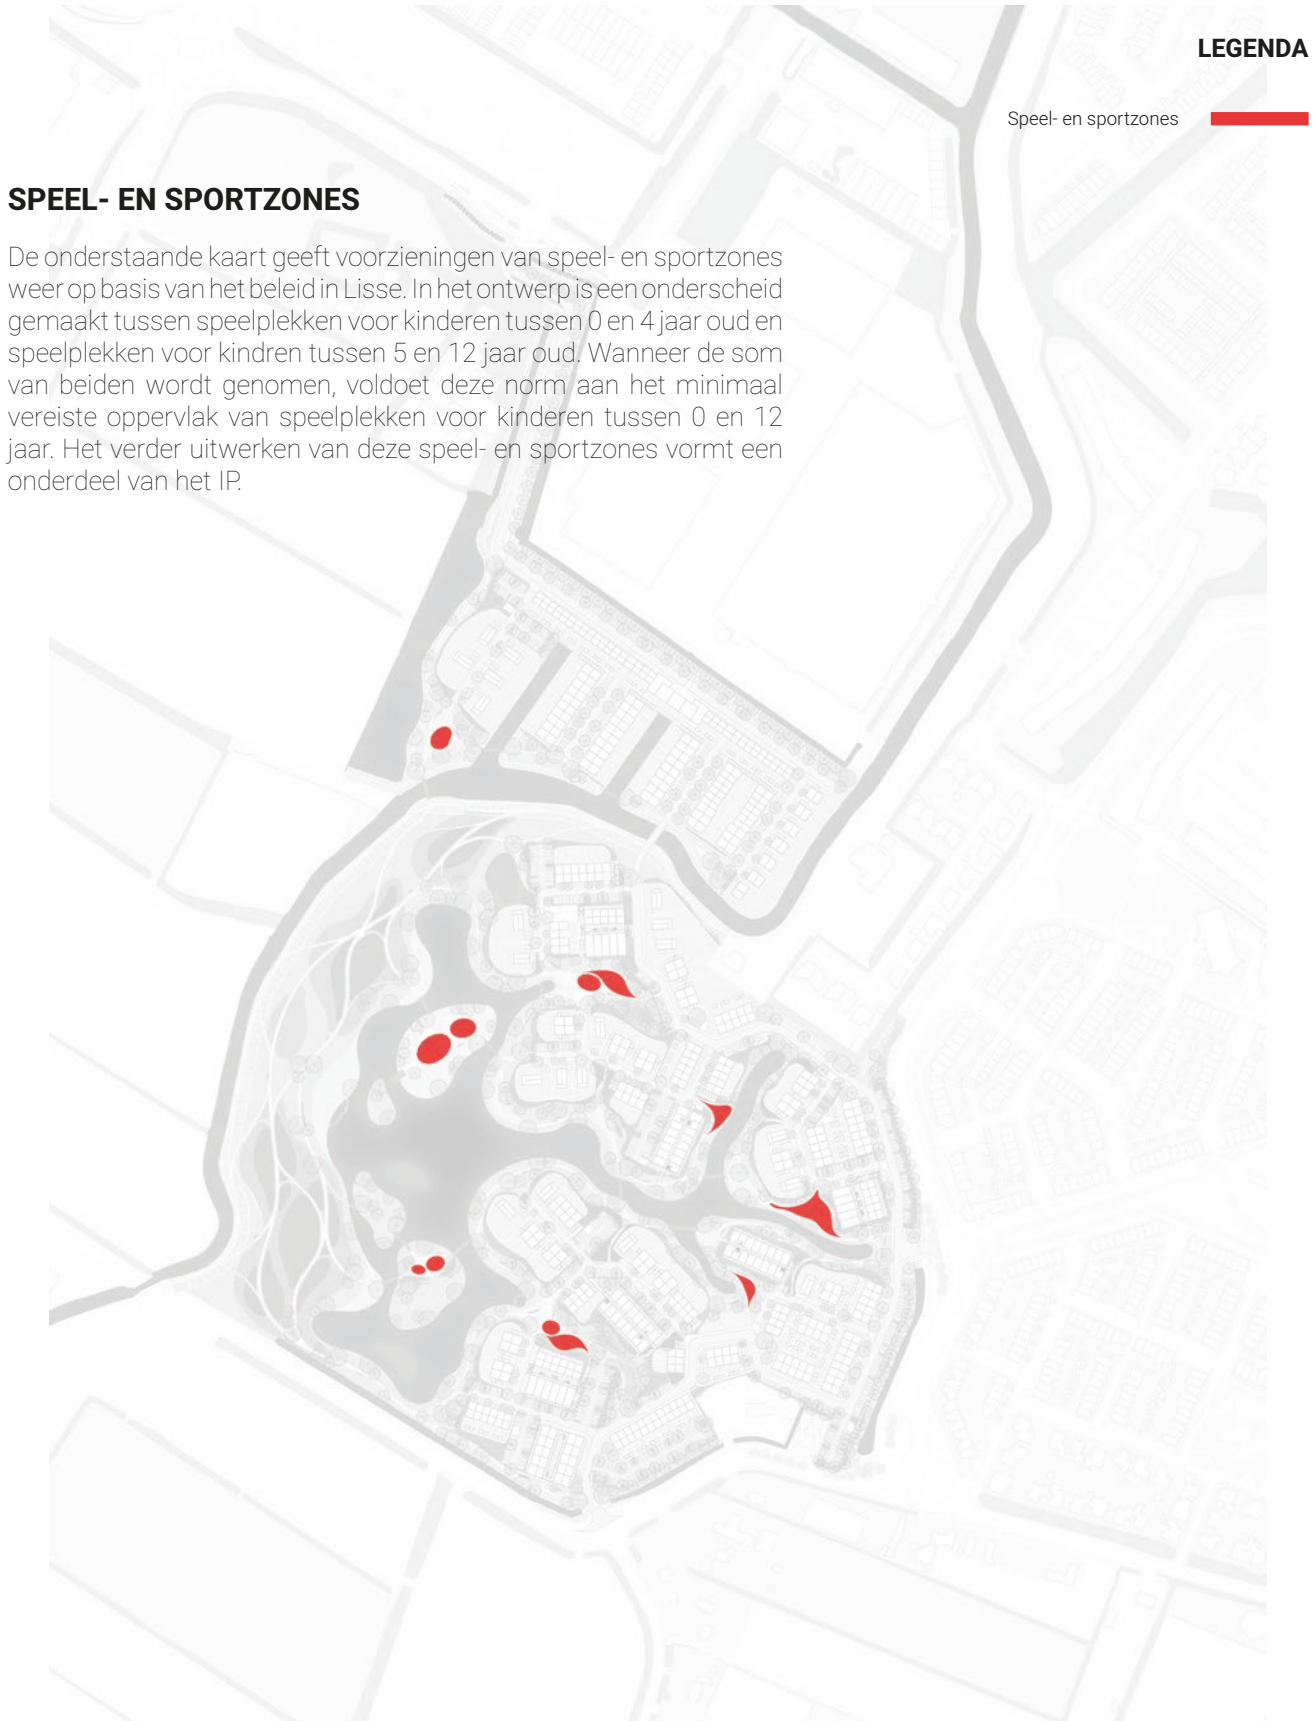 LEGENDA
Speel- en sportzones
SPEEL- EN SPORTZONES
De onderstaande kaart geeft voorzieningen van speel- en sportzones
weer op basis van het beleid in Lisse. In het ontwerp is een onderscheid
gemaakt tussen speelplekken voor kinderen tussen 0 en 4 jaar oud en
speelplekken voor kindren tussen 5 en 12 jaar oud. Wanneer de som
van beiden wordt genomen, voldoet deze norm aan het minimaal
vereiste oppervlak van speelplekken voor kinderen tussen 0 en 12
jaar. Het verder uitwerken van deze speel- en sportzones vormt een
onderdeel van het IP.